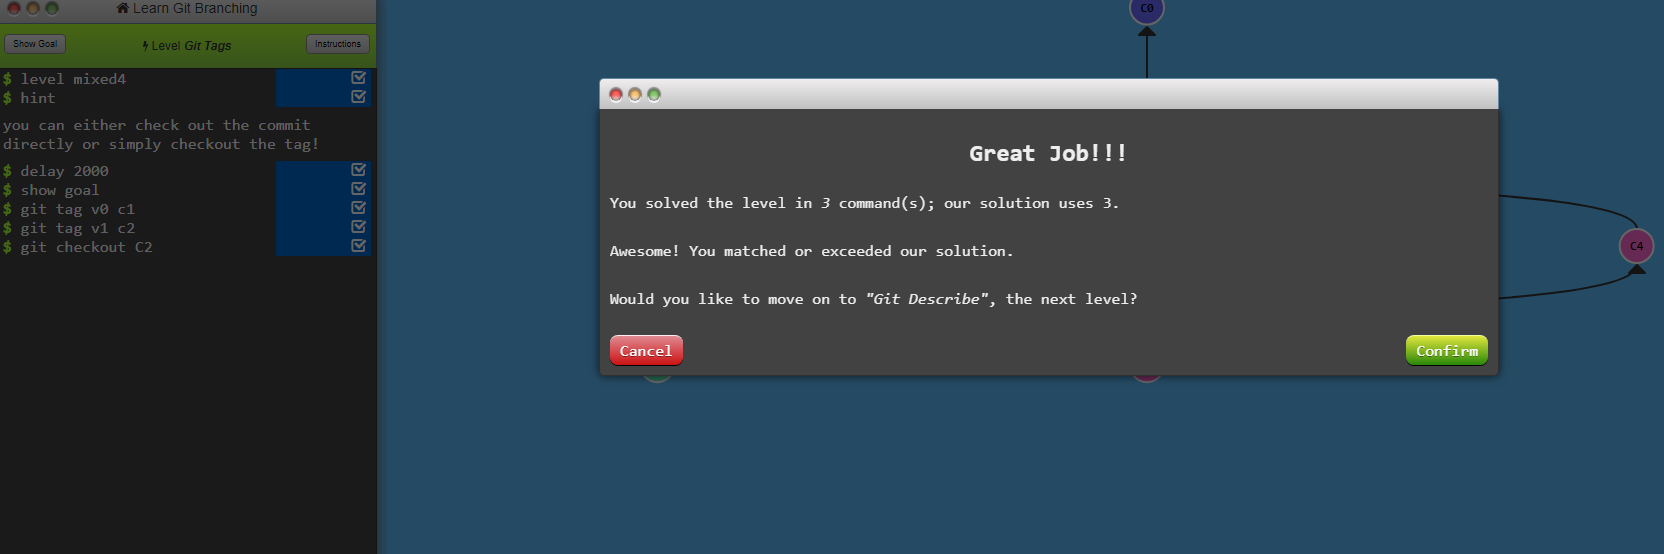 Learn Git Branching
Show Goal
Level Git Tags
Instructions
$ level mixed4
$ hint
you can either check out the commit
directly or simply checkout the tag!
$ delay 2000
$ show goal
$ git tag v0 c1
$ git tag v1 c2
$ git checkout C2
C0
Great Job!!!
You solved the level in 3 command(s); our solution uses 3.
Awesome! You matched or exceeded our solution.
Would you like to move on to "Git Describe", the next level?
Cancel
Confirm
C4